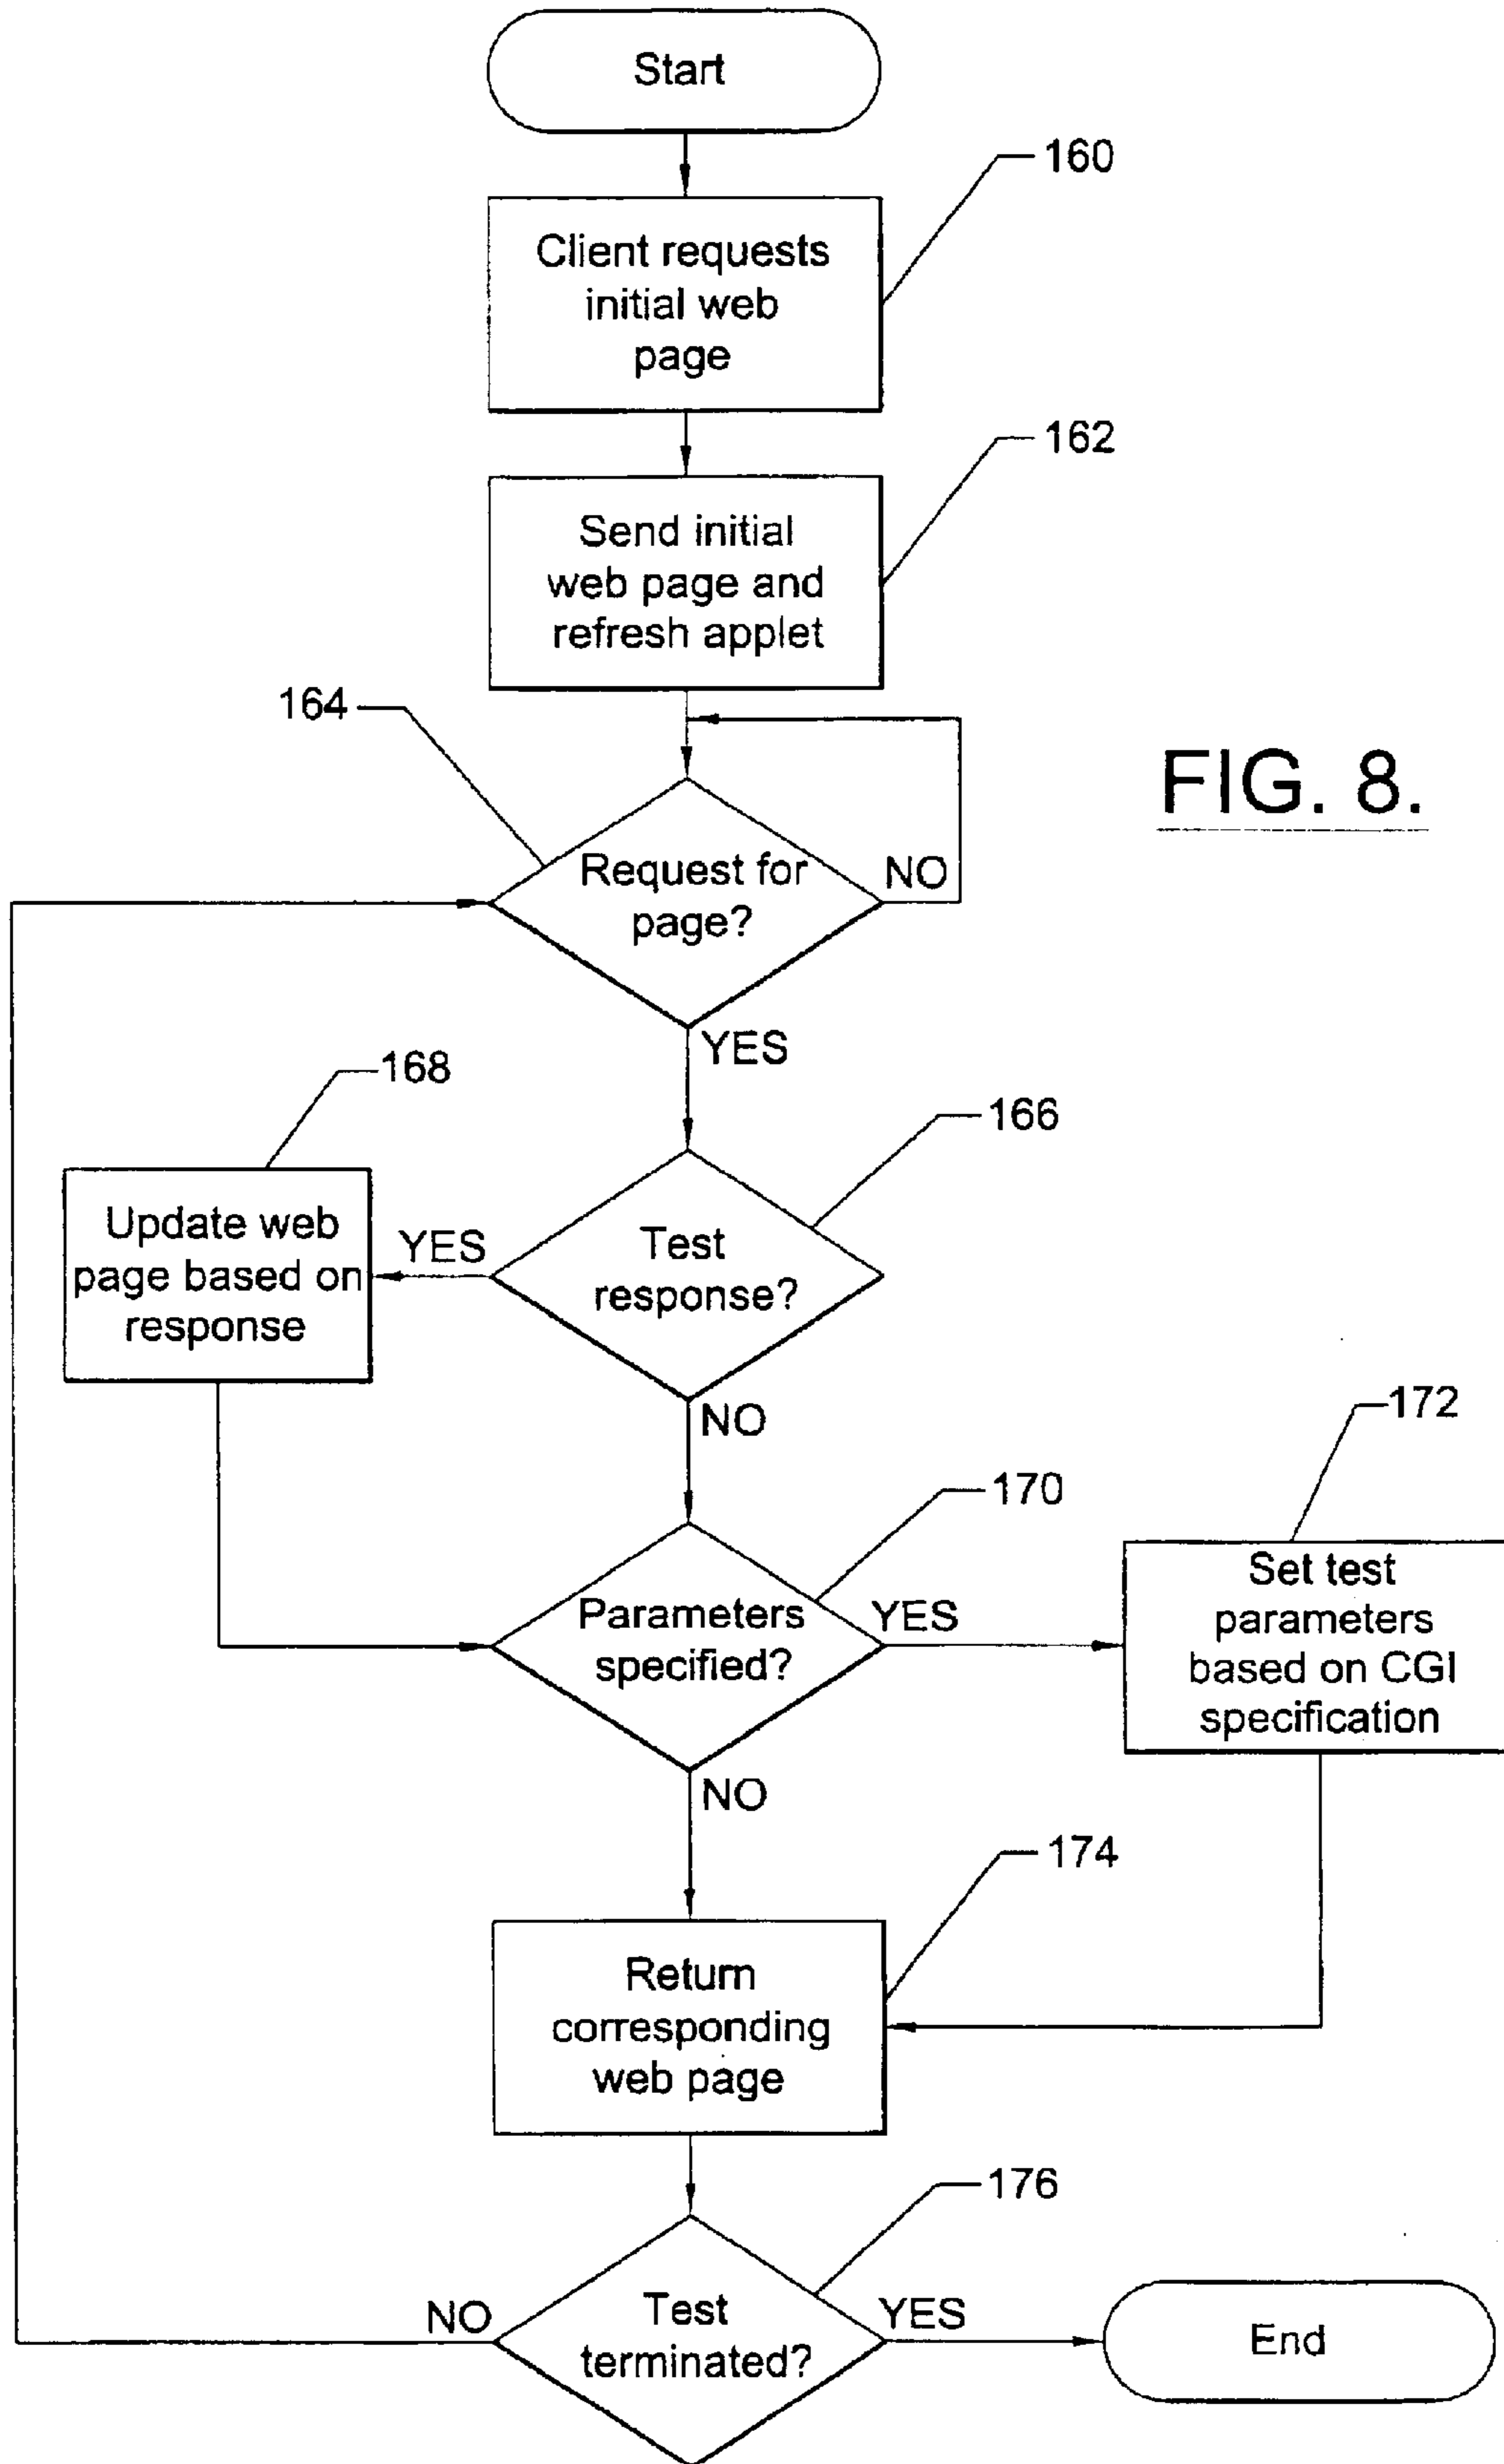 Start
160
Client requests
initial web
page
162
Send initial
web page and
refresh applet
164
FIG. 8.
Request for
page?
NO
YES
168
166
Update web
page based on
response
YES
Test
response?
NO
172
170
Parameters
specified?
YES
Set test
parameters
based on CGI
specification
NO
174
Return
corresponding
web page
176
NO
Test
terminated?
YES
End